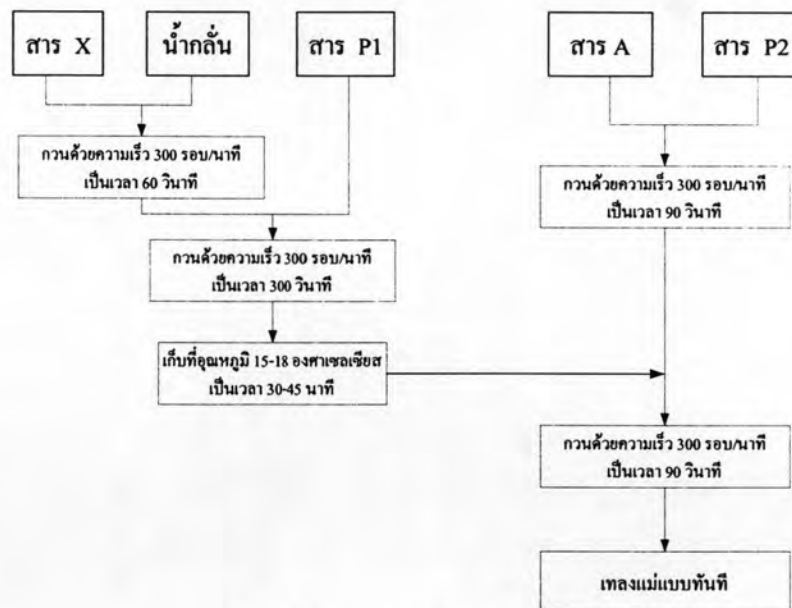 สาร X
น้ำกลั่น
สาร P1
สาร A
สาร P2
กวนด้วยความเร็ว 300 รอบ/นาที
เป็นเวลา 60 วินาที
กวนด้วยความเร็ว 300 รอบ/นาที
เป็นเวลา 90 วินาที
กวนด้วยความเร็ว 300 รอบ/นาที
เป็นเวลา 300 วินาที
เก็บที่อุณหภูมิ 15-18 องศาเซลเซียส
เป็นเวลา 30-45 นาที
กวนด้วยความเร็ว 300 รอบ/นาที
เป็นเวลา 90 วินาที
เทลงแม่แบบทันที